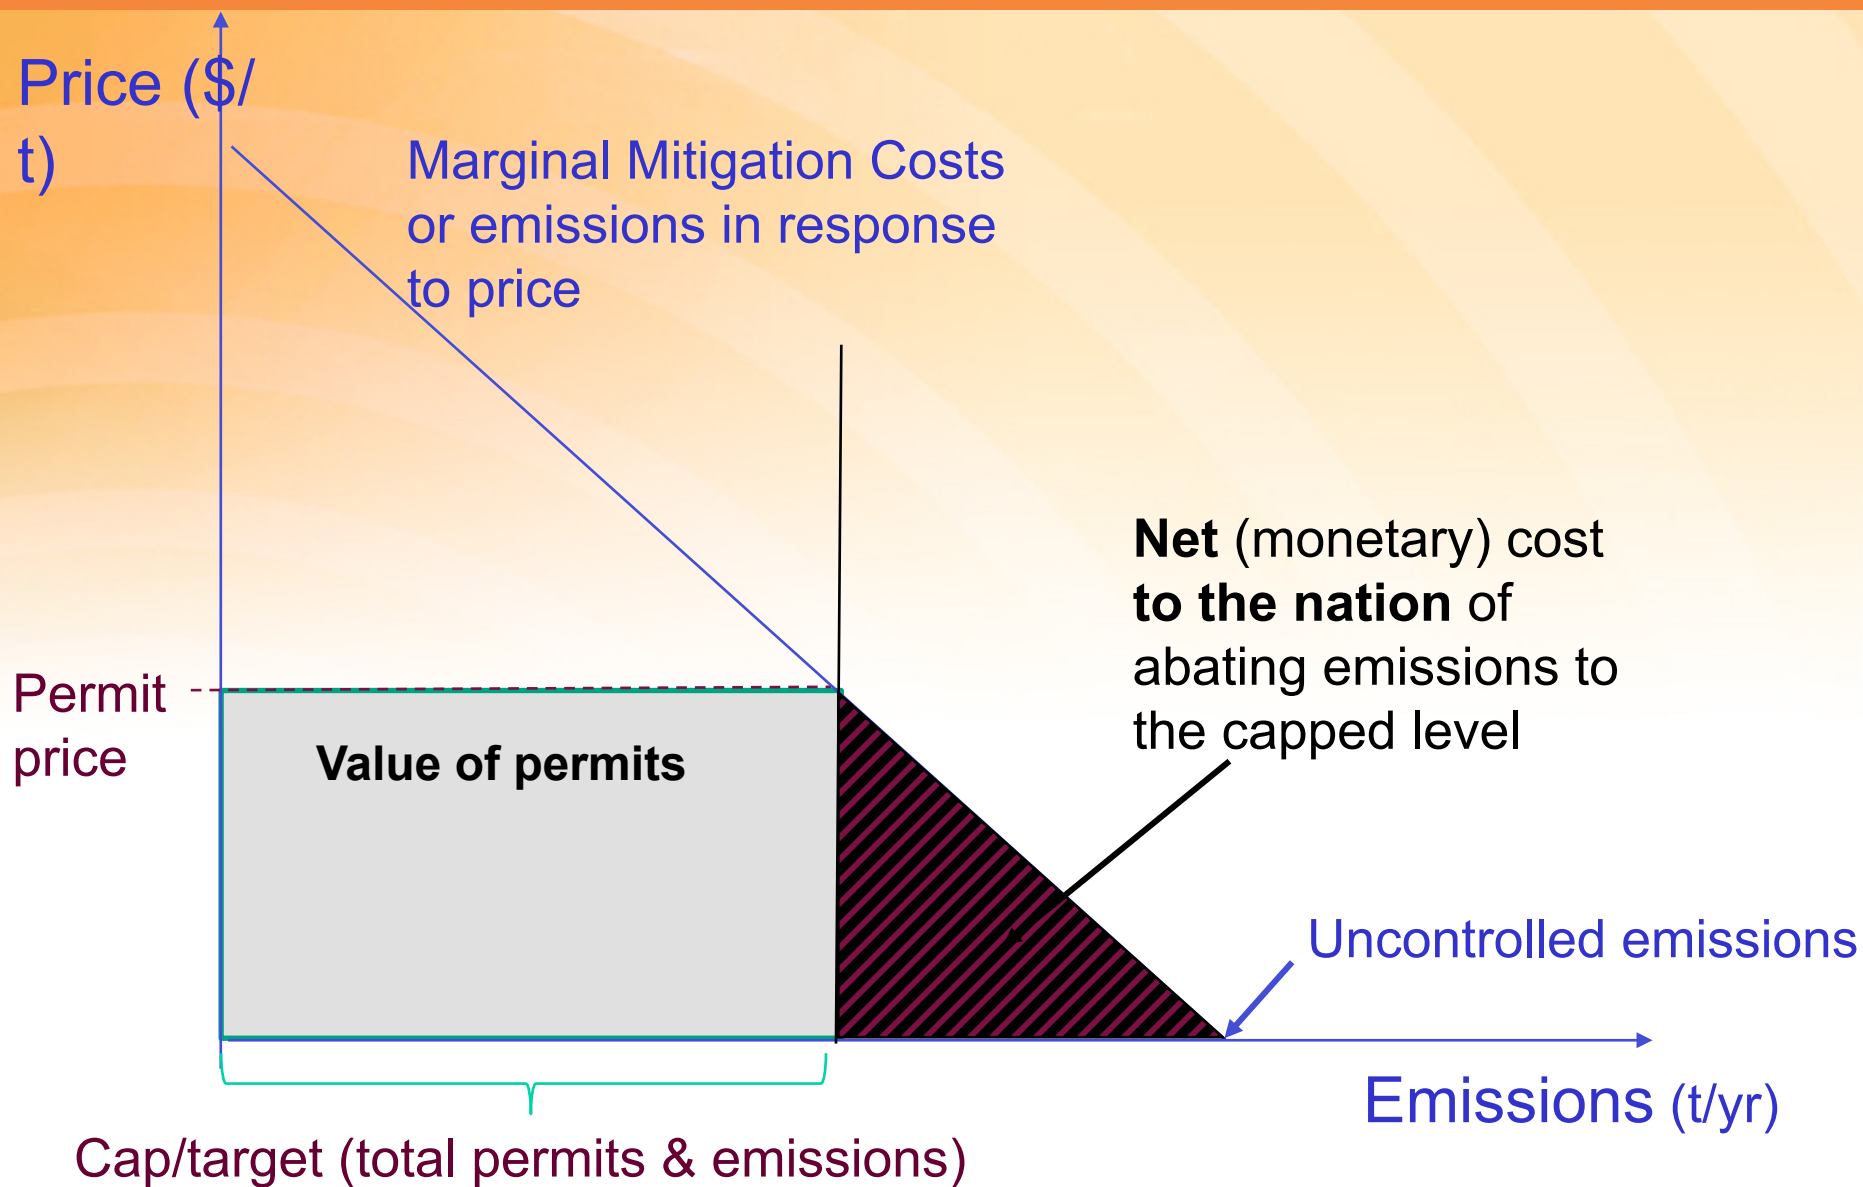 Price ($/
t)
Marginal Mitigation Costs
or emissions in response
to price
Net (monetary) cost
to the nation of
abating emissions to
the capped level
Permit
price
Value of permits
Uncontrolled emissions
Emissions (t/yr)
Cap/target (total permits & emissions)